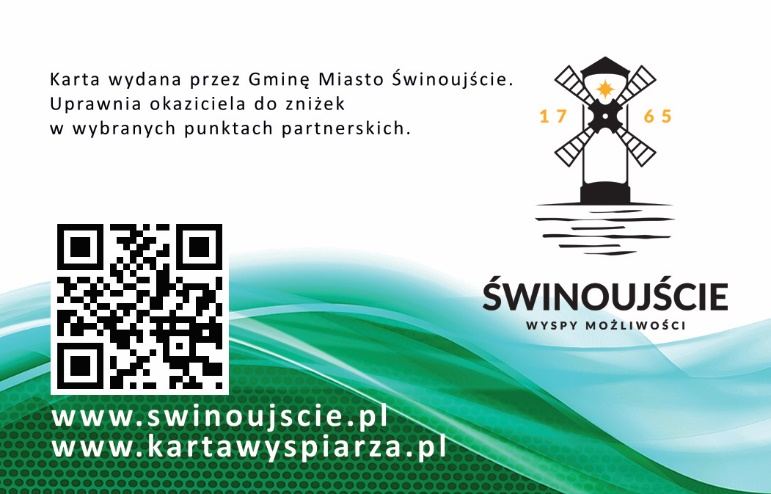 Karta wydana przez Gminę Miasto Świnoujście.
Uprawnia okaziciela do zniżek
w wybranych punktach partnerskich.
17 65
ŚWINOUJŚCIE
WYSPY MOŻLIWOŚCI
www.swinoujscie.pl
www.kartawyspiarza.pl